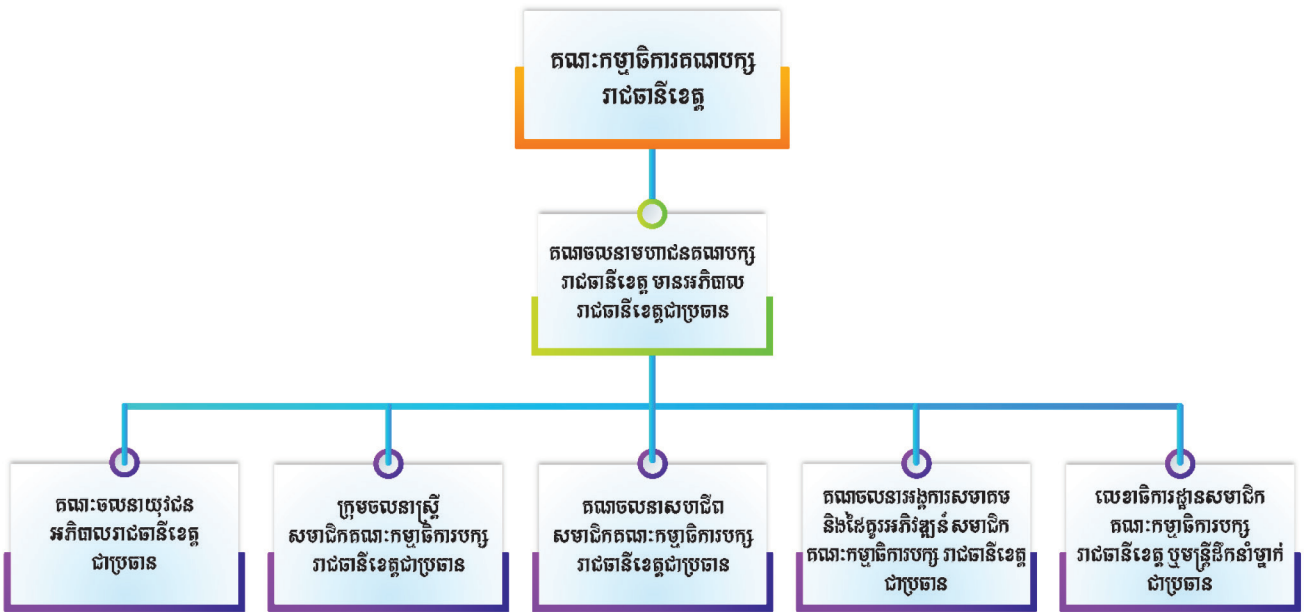 គណៈកម្មាធិការគណបក្ស
រាជធានីខេត្ត
គណចលនាមហាជនគណបក្ស
រាជធានីខេត្ត មានអភិបាល
រាជធានីខេត្តជាប្រធាន
គណៈចលនាយុវជន
អភិបាលរាជធានីខេត្ត
ជាប្រធាន
ក្រុមចលនាស្ត្រី
សមាជិកគណៈកម្មាធិការបក្ស
រាជធានីខេត្តជាប្រធាន
គណចលនាសហជីព
សមាជិកគណៈកម្មាធិការបក្ស
រាជធានីខេត្តជាប្រធាន
គណចលនាអង្គការសមាគម
និងដៃគូរអភិវឌ្ឍន៍ សមាជិក
គណៈកម្មាធិការបក្ស រាជធានីខេត្ត
ជាប្រធាន
លេខាធិការដ្ឋានសមាជិក
គណៈកម្មាធិការបក្ស
រាជធានីខេត្ត ឬមន្ត្រីដឹកនាំម្នាក់
ជាប្រធាន